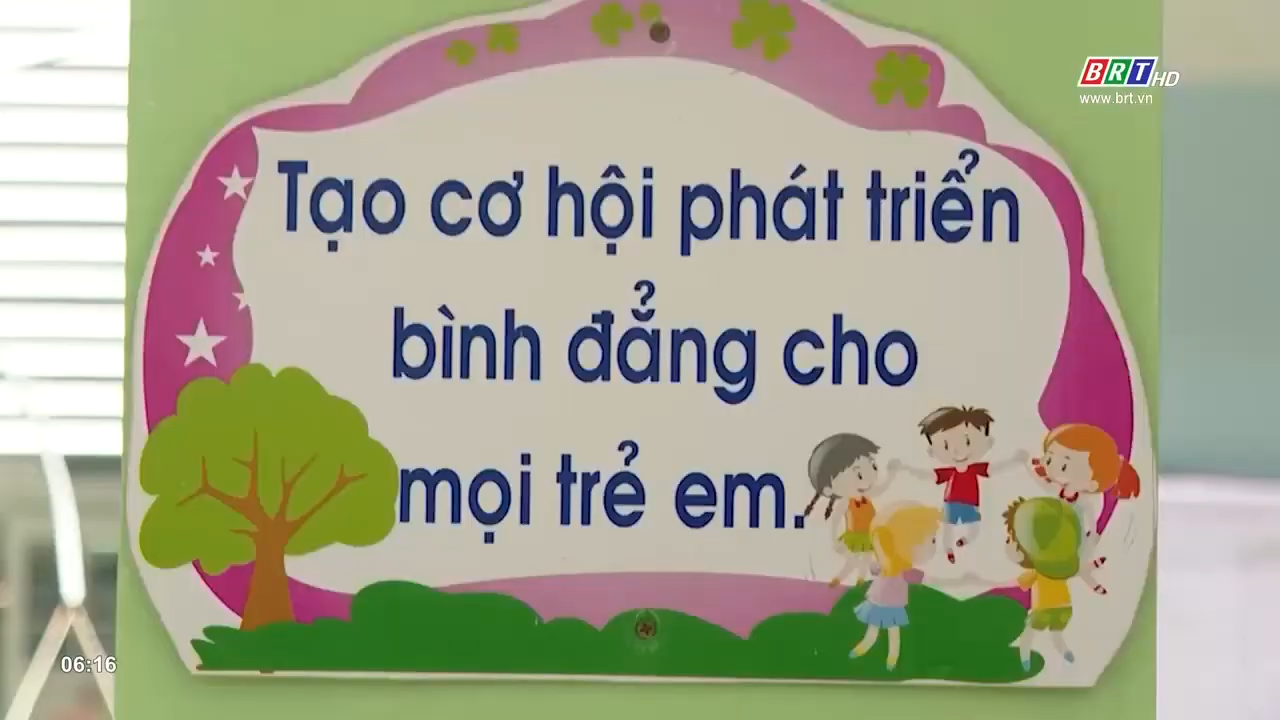 BRT HD
www.brt.vn
Tạo cơ hội phát triển
bình đẳng cho
mọi trẻ em.
06:16